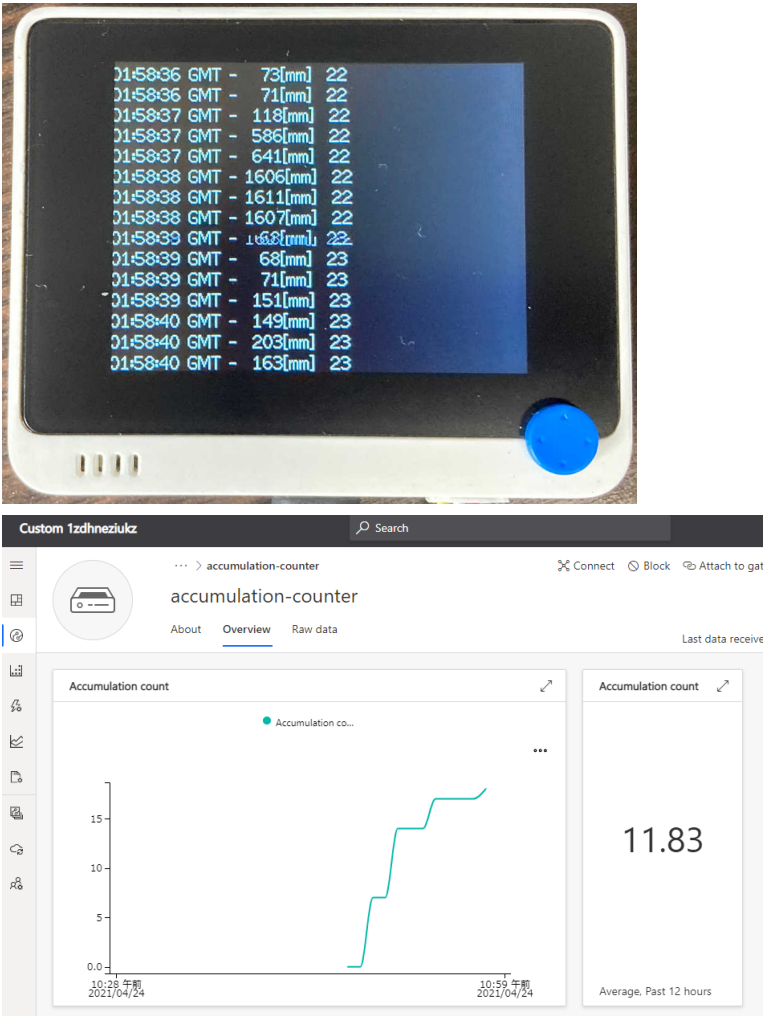 01:58:36 GMT - 73[mm] 22
01:58:36 GMT - 71[mm] 22
01:58:37 GMT - 118[mm] 22
01:58:37 GMT - 586[mm] 22
01:58:37 GMT - 641[mm] 22
01:58:38 GMT - 1606[mm] 22
01:58:38 GMT - 1611[mm] 22
01:58:38 GMT - 1607[mm] 22
01:58:39 GMT -
01:58:39 GMT - 68[mm] 23
01:58:39 GMT - 71[mm] 23
01:58:39 GMT - 151[mm] 23
01:58:40 GMT - 149[mm] 23
01:58:40 GMT - 203[mm] 23
01:58:40 GMT - 163[mm] 23
Custom 1zdhneziukz
Search
··· > accumulation-counter
Connect Block Attach to gat
accumulation-counter
About Overview Raw data
Last data receive
Accumulation count
Accumulation co...
15
10
5
0.0
10:28 午前
2021/04/24
10:59 午前
2021/04/24
Accumulation count
11.83
Average, Past 12 hours